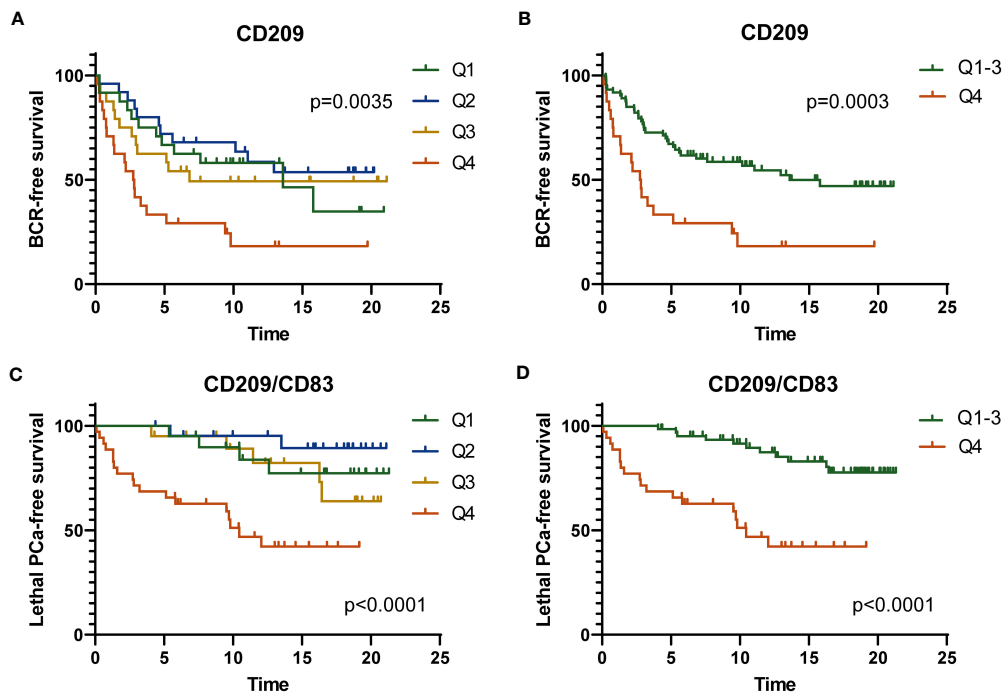 A
CD209
BCR-free survival
100
50
0
p=0.0035
Q1
Q2
Q3
Q4
0 5 10 15 20 25
Time
B
CD209
BCR-free survival
100
50
0
p=0.0003
Q1-3
Q4
0 5 10 15 20 25
Time
C
CD209/CD83
Lethal PCa-free survival
100
50
0
p<0.0001
Q1
Q2
Q3
Q4
0 5 10 15 20 25
Time
D
CD209/CD83
Lethal PCa-free survival
100
50
0
p<0.0001
Q1-3
Q4
0 5 10 15 20 25
Time